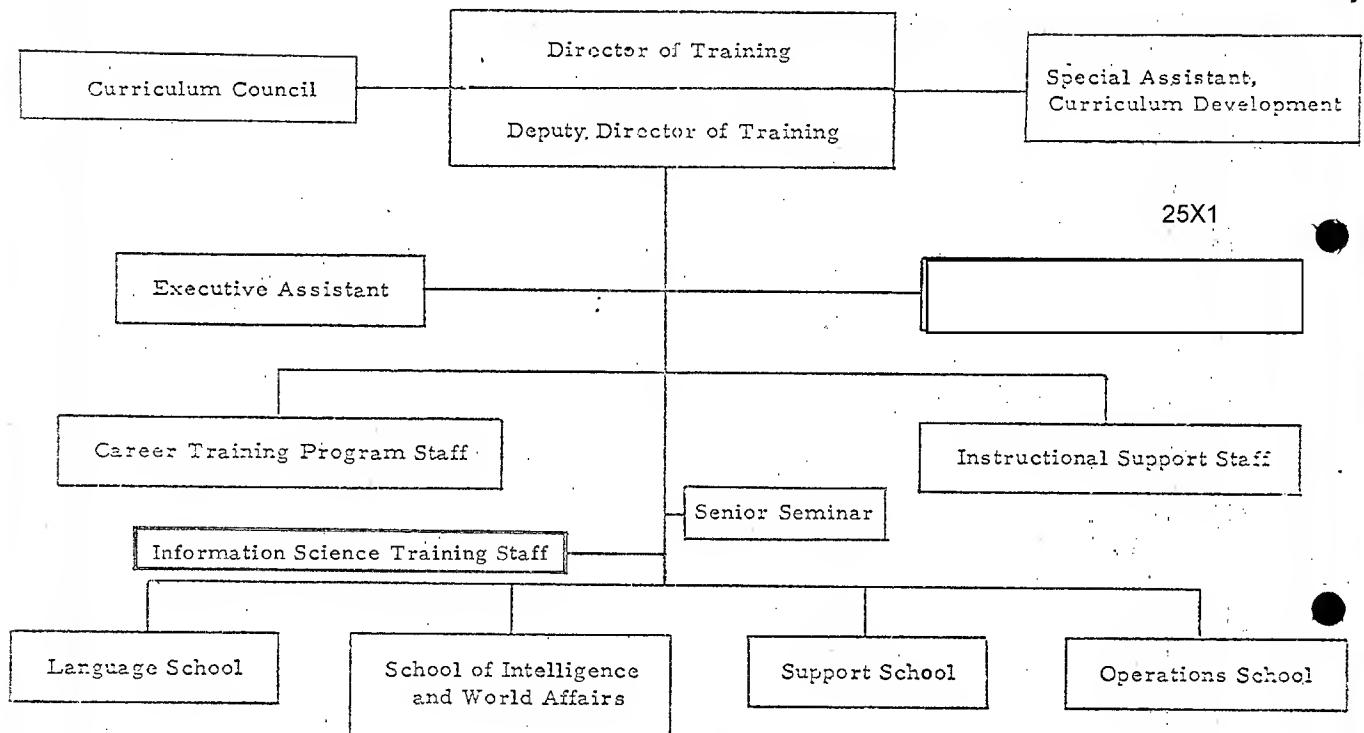 Director of Training
Curriculum Council
Special Assistant,
Curriculum Development
Deputy Director of Training
25X1
Executive Assistant
Career Training Program Staff
Instructional Support Staff
Senior Seminar
Information Science Training Staff
Language School
School of Intelligence
and World Affairs
Support School
Operations School